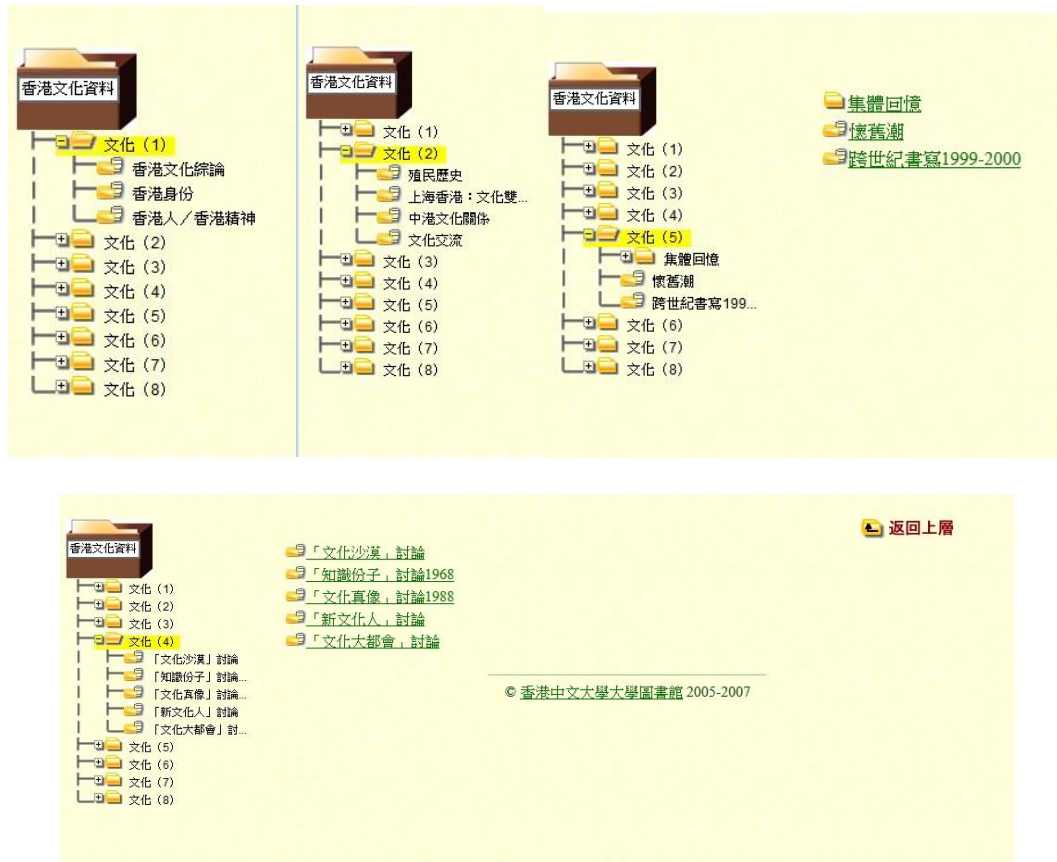 香港文化資料
文化 (1)
香港文化綜論
香港身份
香港人／香港精神
文化 (2)
文化 (3)
文化 (4)
文化 (5)
文化 (6)
文化 (7)
文化 (8)
香港文化資料
文化 (1)
文化 (2)
殖民歷史
上海香港：文化雙...
中港文化關係
文化交流
文化 (3)
文化 (4)
文化 (5)
文化 (6)
文化 (7)
文化 (8)
香港文化資料
文化 (1)
文化 (2)
文化 (3)
文化 (4)
文化 (5)
集體回憶
懷舊潮
跨世紀書寫199...
文化 (6)
文化 (7)
文化 (8)
集體回憶
懷舊潮
跨世紀書寫1999-2000
香港文化資料
文化 (1)
文化 (2)
文化 (3)
文化 (4)
「文化沙漠」討論
「知識份子」討論...
「文化真像」討論...
「新文化人」討論
「文化大都會」討...
文化 (5)
文化 (6)
文化 (7)
文化 (8)
「文化沙漠」討論
「知識份子」討論1968
「文化真像」討論1988
「新文化人」討論
「文化大都會」討論
返回上層
© 香港中文大學大學圖書館 2005-2007